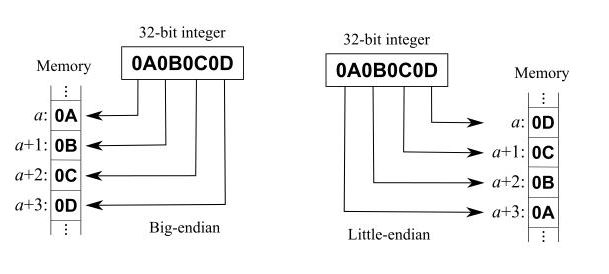 32-bit integer
0A0B0C0D
Memory
⋮
a: 0A
a+1: 0B
a+2: 0C
a+3: 0D
⋮
Big-endian
32-bit integer
0A0B0C0D
Memory
⋮
a: 0D
a+1: 0C
a+2: 0B
a+3: 0A
⋮
Little-endian